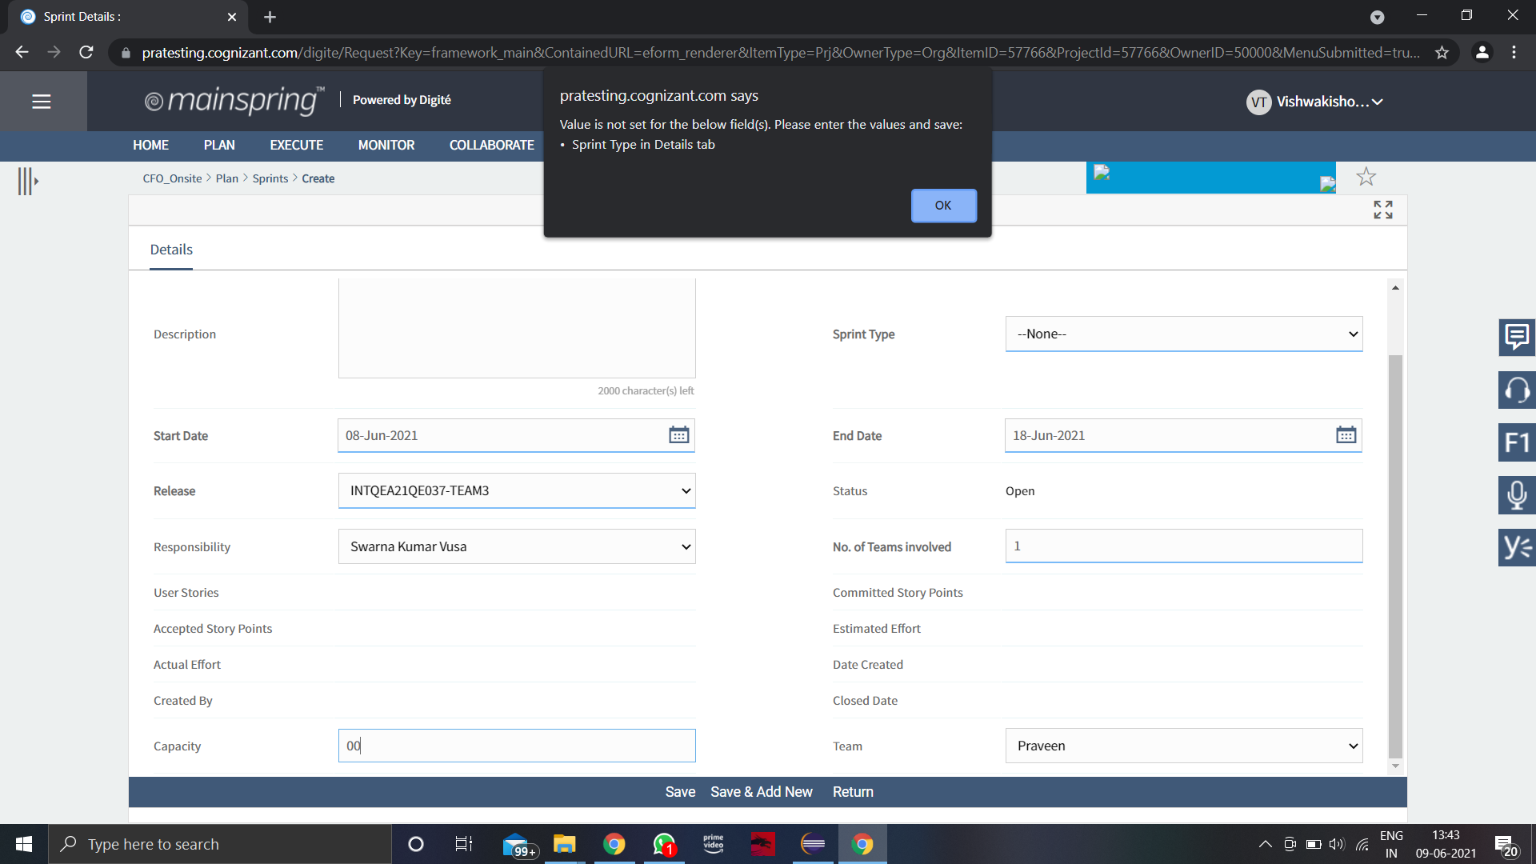 Sprint Details :
pratesting.cognizant.com/digite/Request?Key=framework_main&ContainedURL=eform_renderer&ItemType=Prj&OwnerType=Org&ItemID=57766&ProjectId=57766&OwnerID=50000&MenuSubmitted=tru...
mainspring™ | Powered by Digité
VT Vishwakisho...
pratesting.cognizant.com says
Value is not set for the below field(s). Please enter the values and save:
• Sprint Type in Details tab
OK
HOME PLAN EXECUTE MONITOR COLLABORATE
CFO_Onsite > Plan > Sprints > Create
Details
Description
Sprint Type --None--
2000 character(s) left
Start Date 08-Jun-2021 End Date 18-Jun-2021
Release INTQEA21QE037-TEAM3 Status Open
Responsibility Swarna Kumar Vusa No. of Teams involved 1
User Stories Committed Story Points
Accepted Story Points Estimated Effort
Actual Effort Date Created
Created By Closed Date
Capacity 00 Team Praveen
Save Save & Add New Return
F1
Type here to search
99+
1
prime video
ENG
IN
13:43
09-06-2021
20